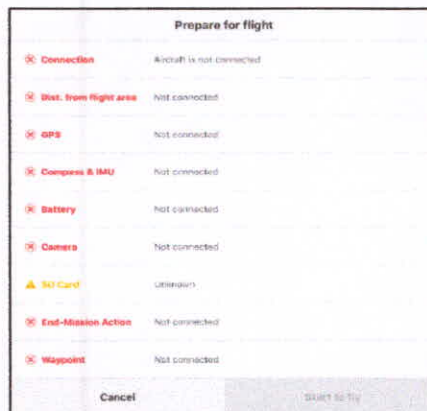 Prepare for flight
Connection Aircraft is not connected
Dist. from flight area Not connected
GPS Not connected
Compass & IMU Not connected
Battery Not connected
Camera Not connected
SD Card Unknown
End-Mission Action Not connected
Waypoint Not connected
Cancel Start to fly